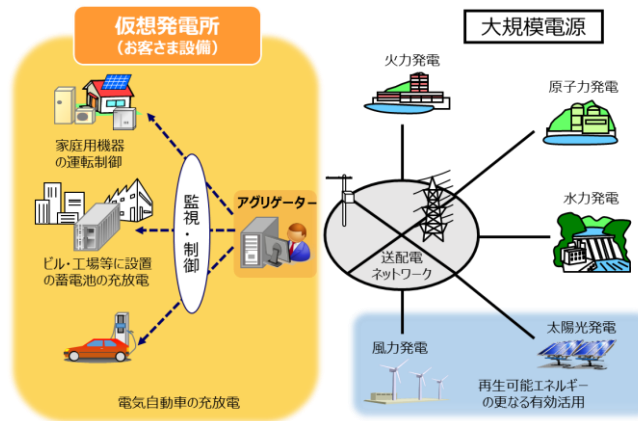 仮想発電所
(お客さま設備)
家庭用機器
の運転制御
ビル・工場等に設置
の蓄電池の充放電
電気自動車の充放電
監視・制御
アグリゲーター
大規模電源
火力発電
原子力発電
水力発電
送配電
ネットワーク
風力発電
太陽光発電
再生可能エネルギー
の更なる有効活用